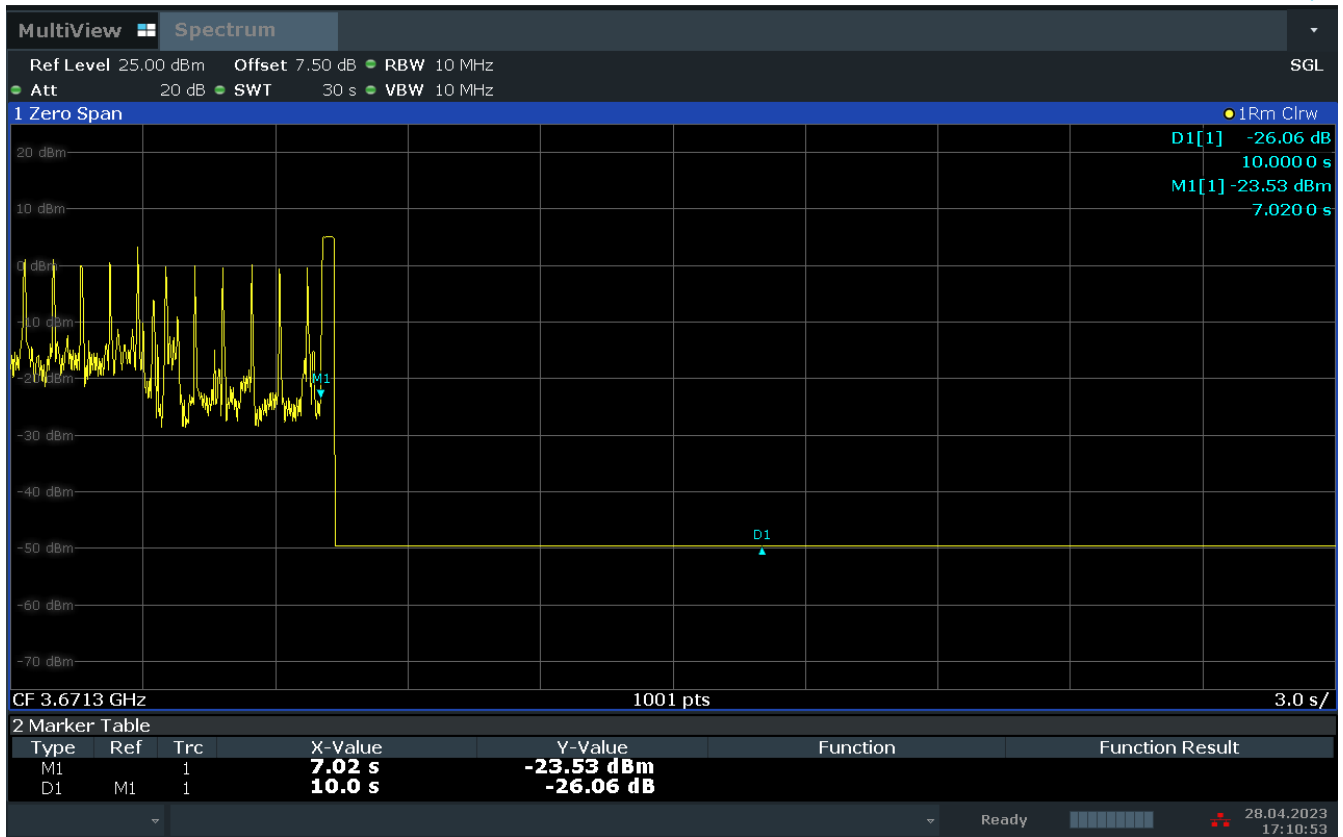 MultiView Spectrum
Ref Level 25.00 dBm Offset 7.50 dB RBW 10 MHz SGL
Att 20 dB SWT 30 s VBW 10 MHz
1 Zero Span 1Rm Clrw
D1[1] -26.06 dB
20 dBm
10.0000 s
M1[1] -23.53 dBm
10 dBm
7.0200 s
0 dBm
-10 dBm
-20 dBm
M1
-30 dBm
-40 dBm
D1
-50 dBm
-60 dBm
-70 dBm
CF 3.6713 GHz 1001 pts 3.0 s/
2 Marker Table
Type Ref Trc X-Value Y-Value Function Function Result
M1 1 7.02 s -23.53 dBm
D1 M1 1 10.0 s -26.06 dB
Ready 28.04.2023
17:10:53